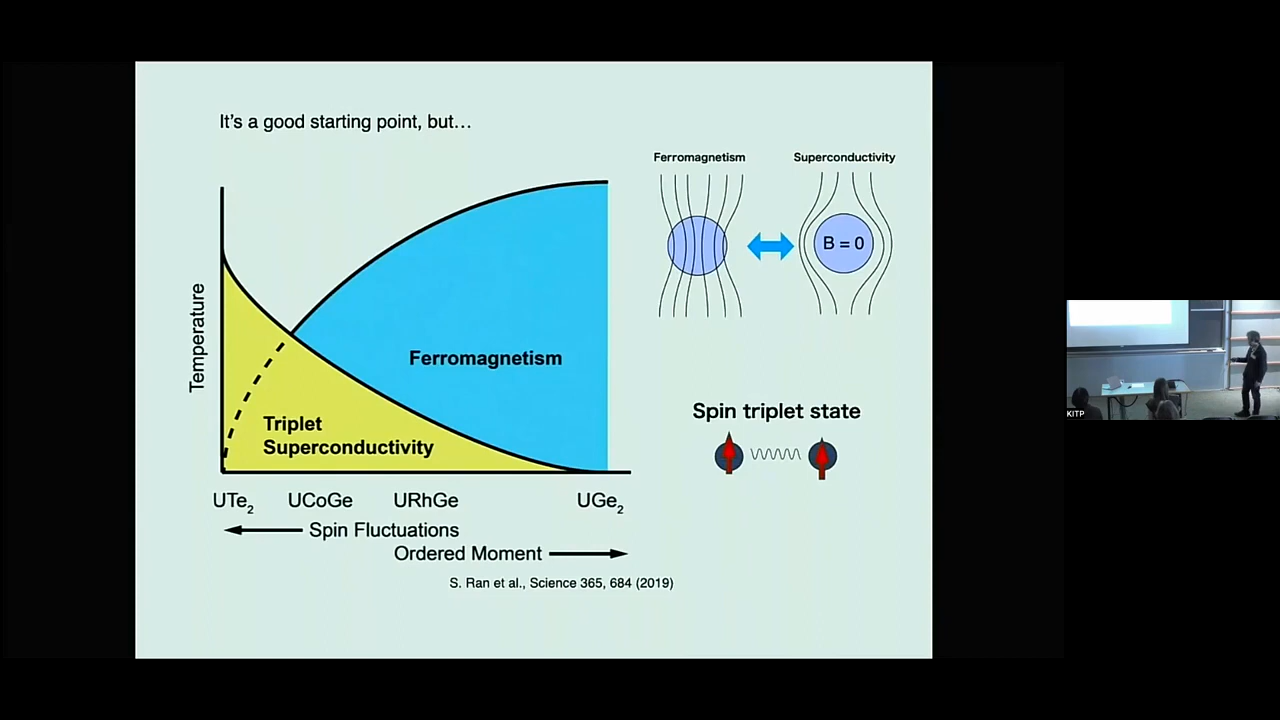 It's a good starting point, but…
Ferromagnetism
Superconductivity
B = 0
Temperature
Ferromagnetism
Triplet
Superconductivity
Spin triplet state
UTe₂
UCoGe
URhGe
UGe₂
Spin Fluctuations
Ordered Moment
S. Ran et al., Science 365, 684 (2019)
KITP